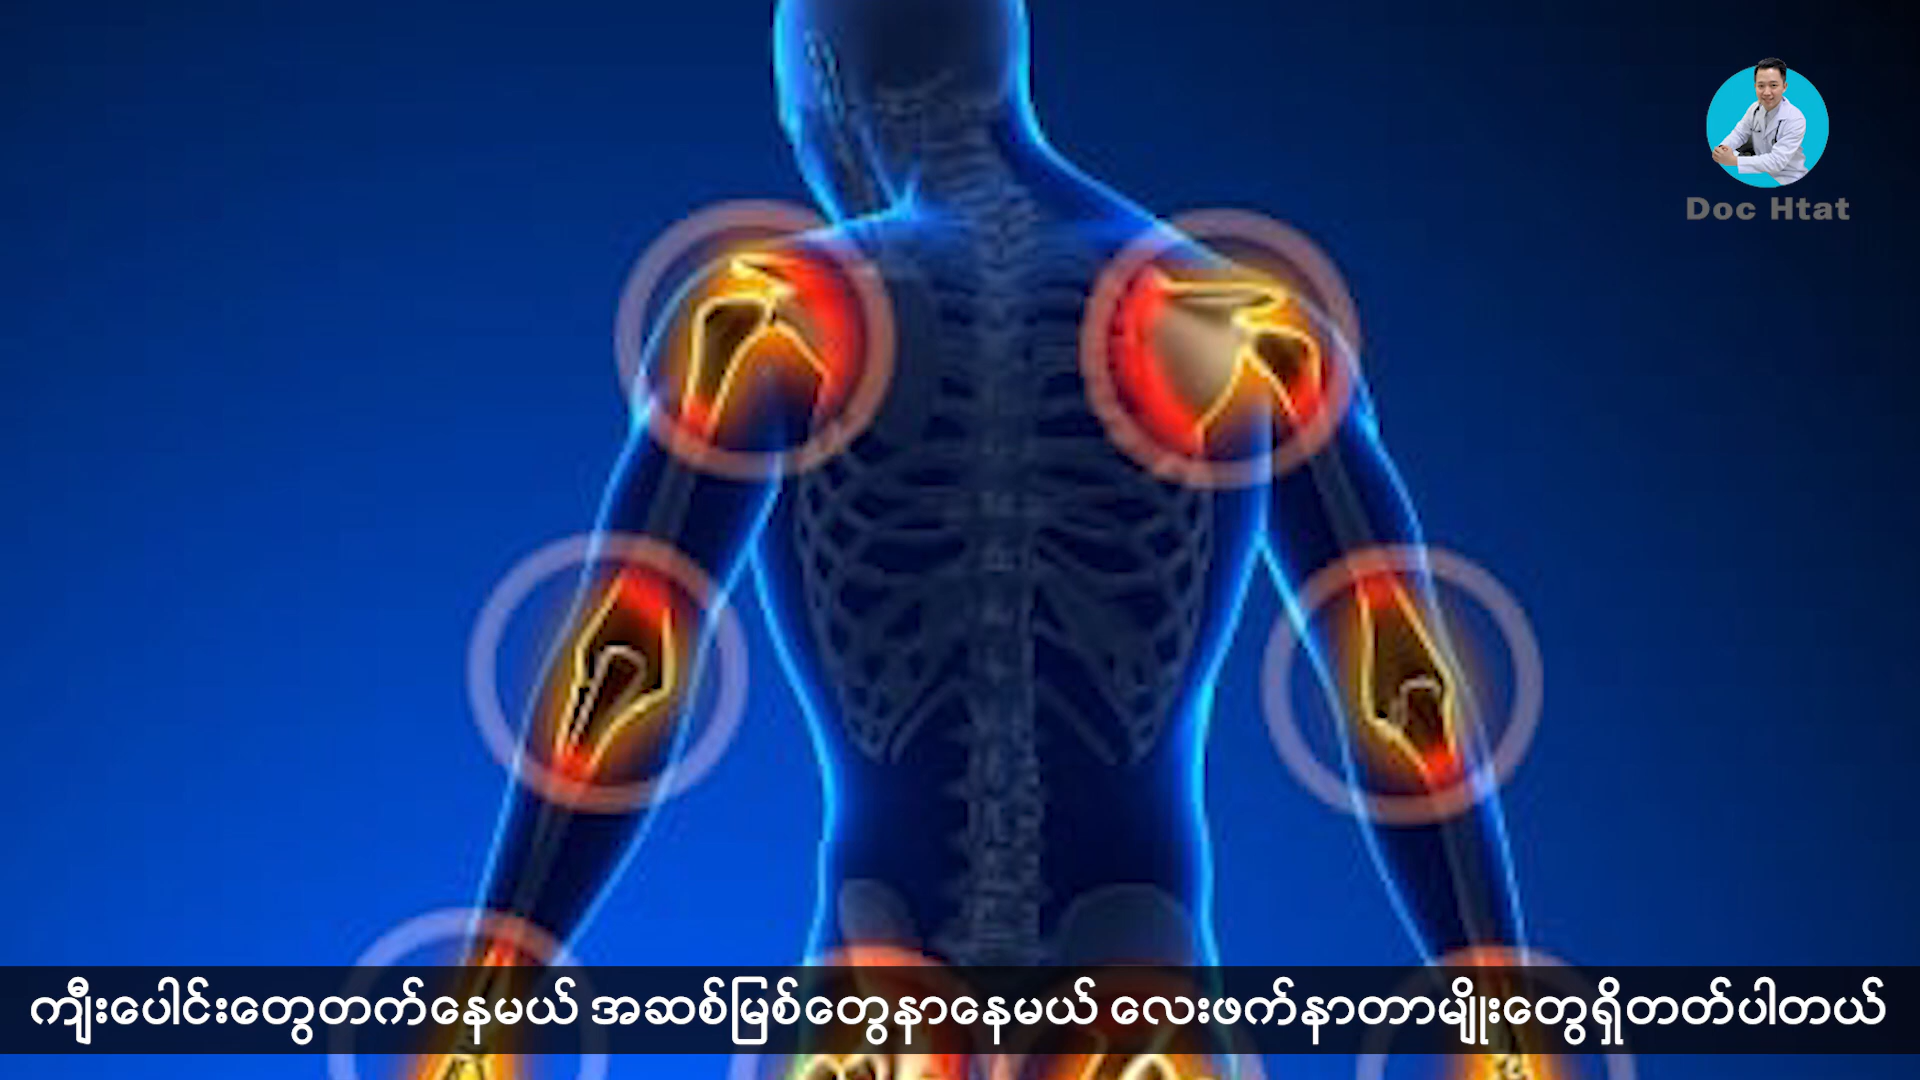 Doc Htat
ကျီးပေါင်းတွေတက်နေမယ် အဆစ်မြစ်တွေနာနေမယ် လေးဖက်နာတာမျိုးတွေရှိတတ်ပါတယ်